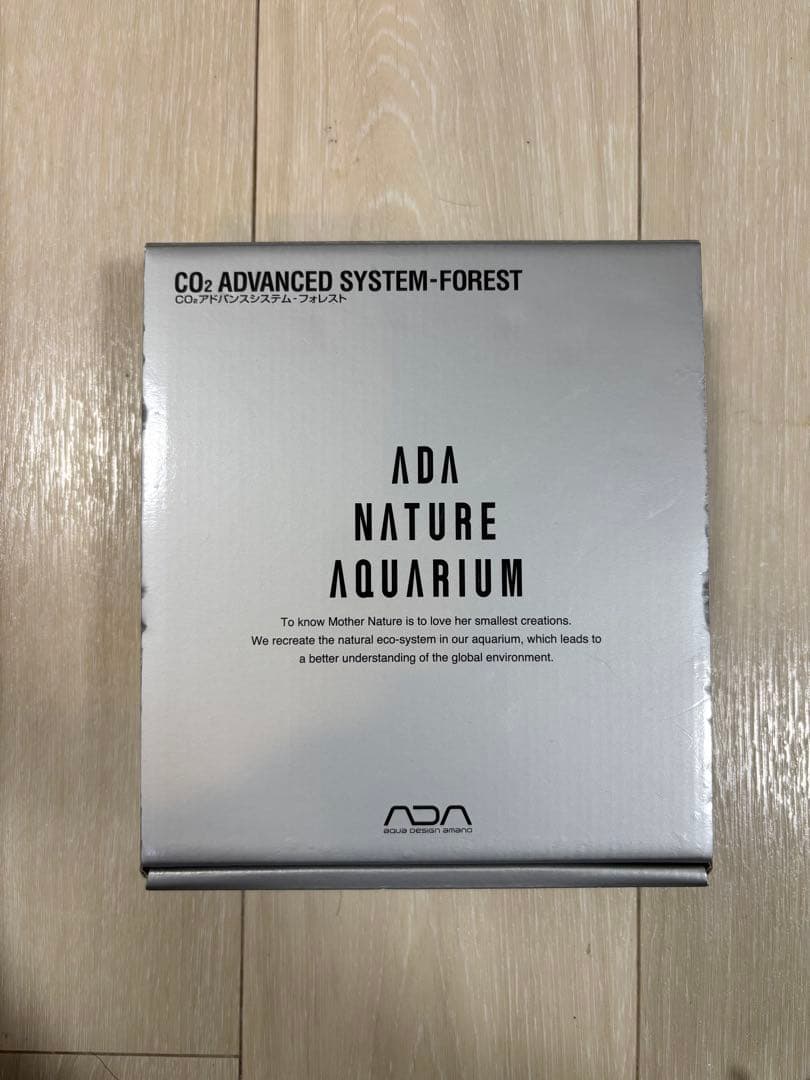 CO₂ ADVANCED SYSTEM-FOREST
CO₂アドバンスシステム-フォレスト
ADA
NATURE
AQUARIUM
To know Mother Nature is to love her smallest creations.
We recreate the natural eco-system in our aquarium, which leads to
a better understanding of the global environment.
ADA
aqua design amano